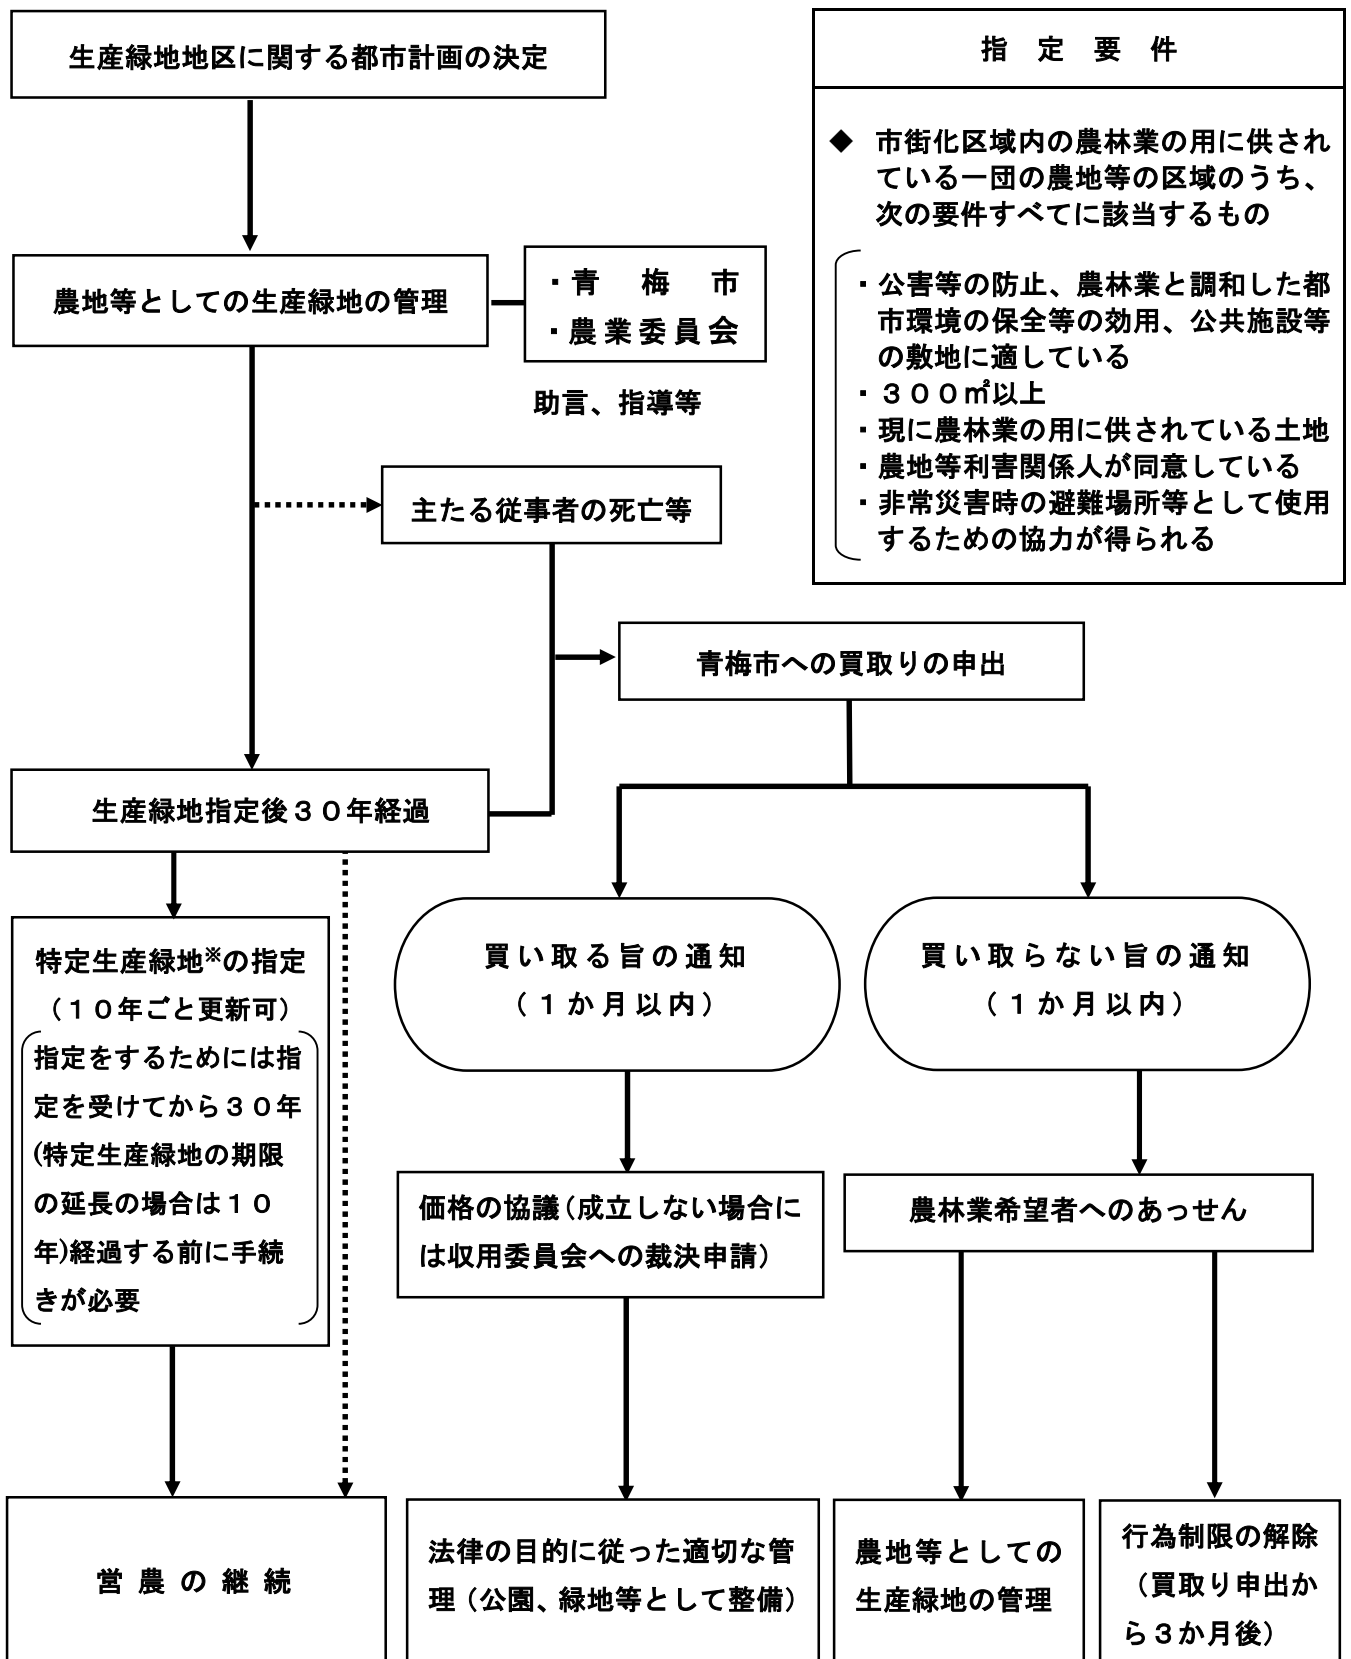 生産緑地地区に関する都市計画の決定
指　定　要　件
◆　市街化区域内の農林業の用に供され
ている一団の農地等の区域のうち、
次の要件すべてに該当するもの
・公害等の防止、農林業と調和した都
市環境の保全等の効用、公共施設等
の敷地に適している
・３００㎡以上
・現に農林業の用に供されている土地
・農地等利害関係人が同意している
・非常災害時の避難場所等として使用
するための協力が得られる
農地等としての生産緑地の管理
・青　梅　市
・農業委員会
助言、指導等
主たる従事者の死亡等
青梅市への買取りの申出
生産緑地指定後３０年経過
特定生産緑地※の指定
（１０年ごと更新可）
指定をするためには指
定を受けてから３０年
(特定生産緑地の期限
の延長の場合は１０
年)経過する前に手続
きが必要
買い取る旨の通知
（１か月以内）
買い取らない旨の通知
（１か月以内）
価格の協議（成立しない場合に
は収用委員会への裁決申請）
農林業希望者へのあっせん
営農の継続
法律の目的に従った適切な管
理（公園、緑地等として整備）
農地等としての
生産緑地の管理
行為制限の解除
（買取り申出か
ら３か月後）